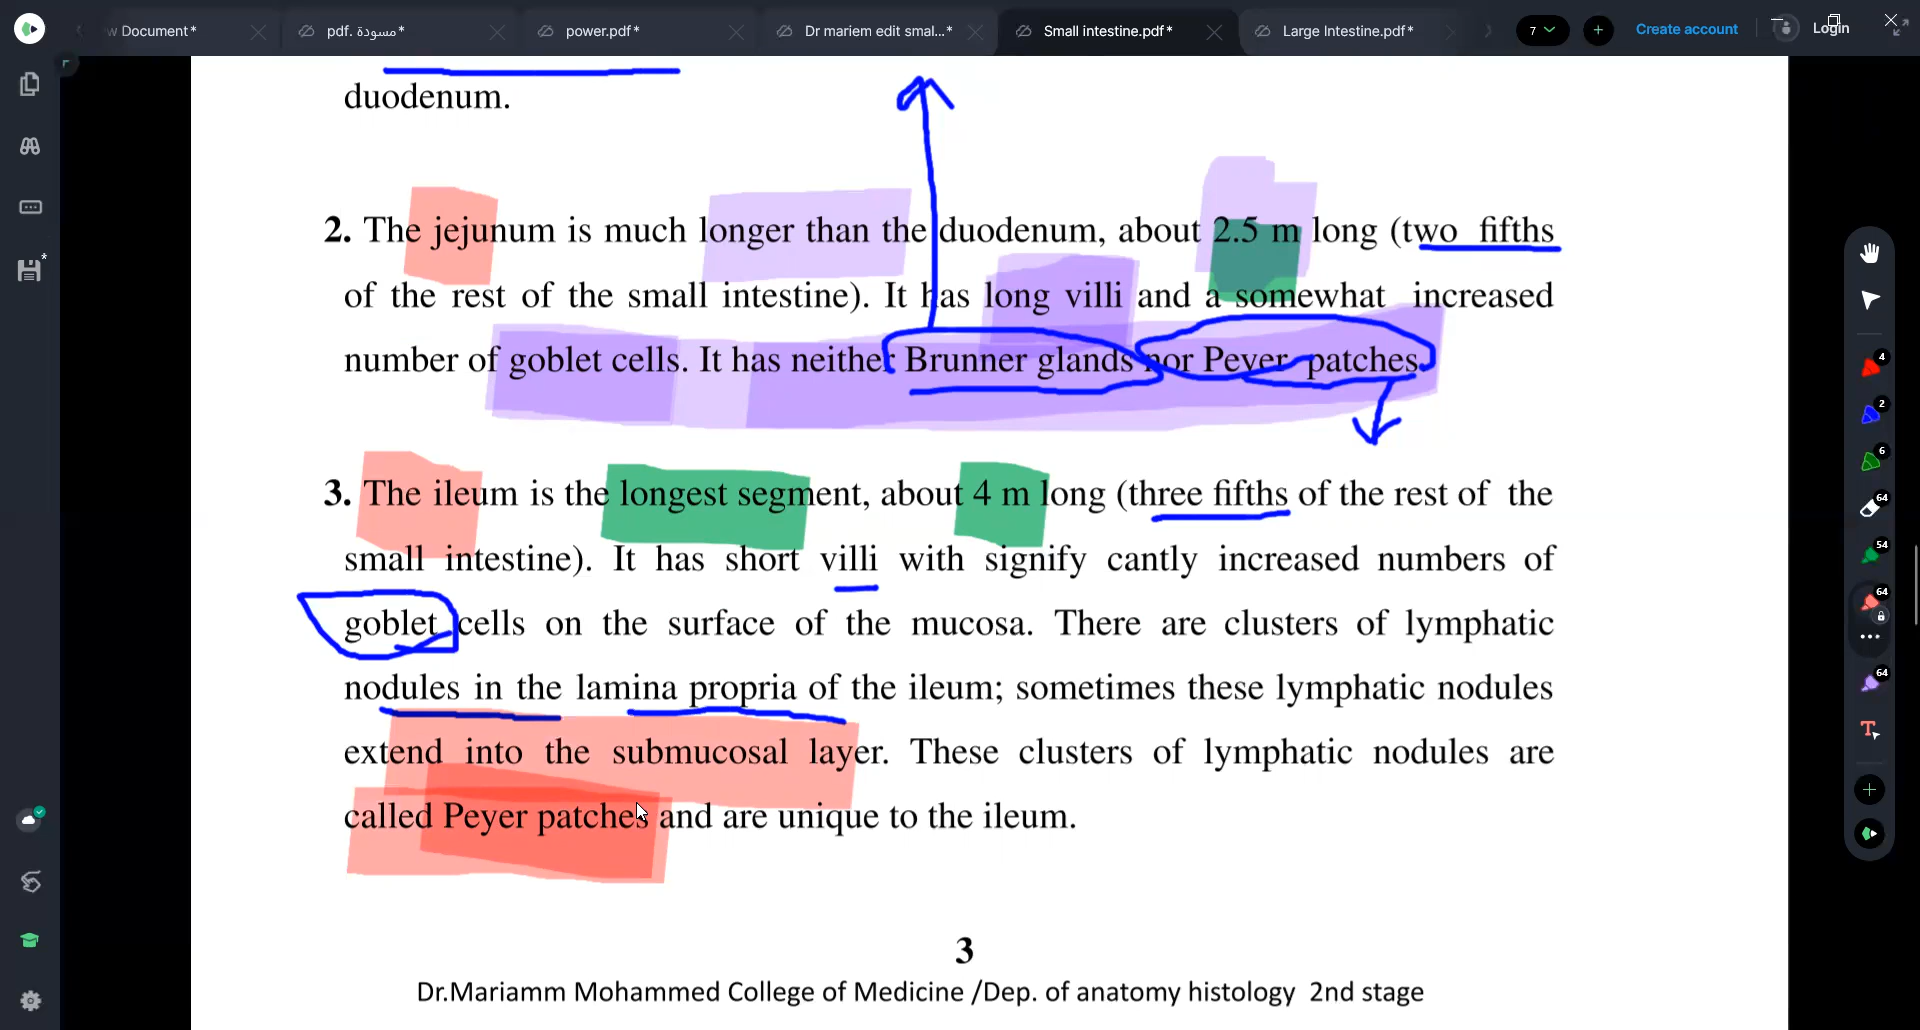 w Document*
pdf. مسودة*
power.pdf*
Dr mariem edit smal...*
Small intestine.pdf*
Large Intestine.pdf*
7
Create account
Login
duodenum.
2. The jejunum is much longer than the duodenum, about 2.5 m long (two fifths
of the rest of the small intestine). It has long villi and a somewhat increased
number of goblet cells. It has neither Brunner glands nor Peyer patches.
3. The ileum is the longest segment, about 4 m long (three fifths of the rest of the
small intestine). It has short villi with signify cantly increased numbers of
goblet cells on the surface of the mucosa. There are clusters of lymphatic
nodules in the lamina propria of the ileum; sometimes these lymphatic nodules
extend into the submucosal layer. These clusters of lymphatic nodules are
called Peyer patches and are unique to the ileum.
3
Dr.Mariamm Mohammed College of Medicine /Dep. of anatomy histology 2nd stage
4
2
6
64
54
64
64
T